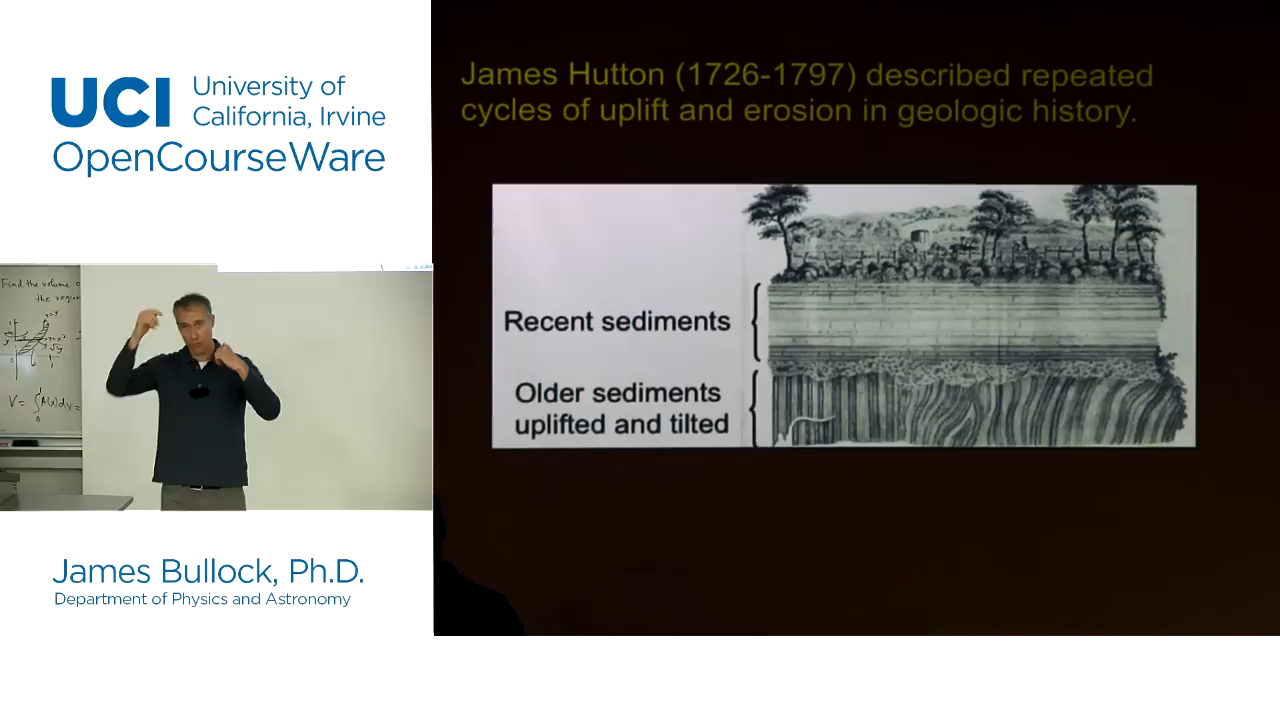 UCI University of
California, Irvine
OpenCourseWare
James Hutton (1726-1797) described repeated
cycles of uplift and erosion in geologic history.
Recent sediments
Older sediments
uplifted and tilted
Find the volume
the region
James Bullock, Ph.D.
Department of Physics and Astronomy